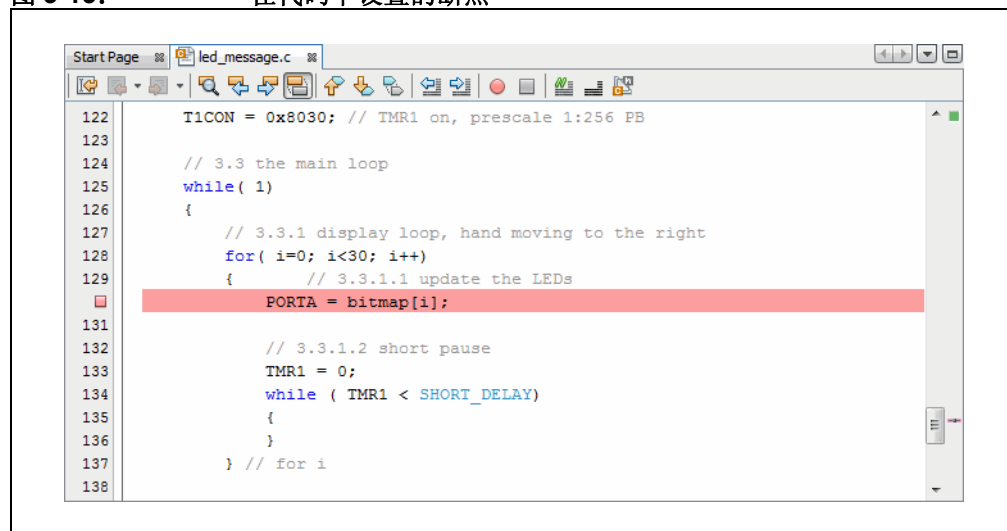 Start Page led_message.c
122 T1CON = 0x8030; // TMR1 on, prescale 1:256 PB
123
124 // 3.3 the main loop
125 while( 1)
126 {
127 // 3.3.1 display loop, hand moving to the right
128 for( i=0; i<30; i++)
129 { // 3.3.1.1 update the LEDs
PORTA = bitmap[i];
131
132 // 3.3.1.2 short pause
133 TMR1 = 0;
134 while ( TMR1 < SHORT_DELAY)
135 {
136 }
137 } // for i
138